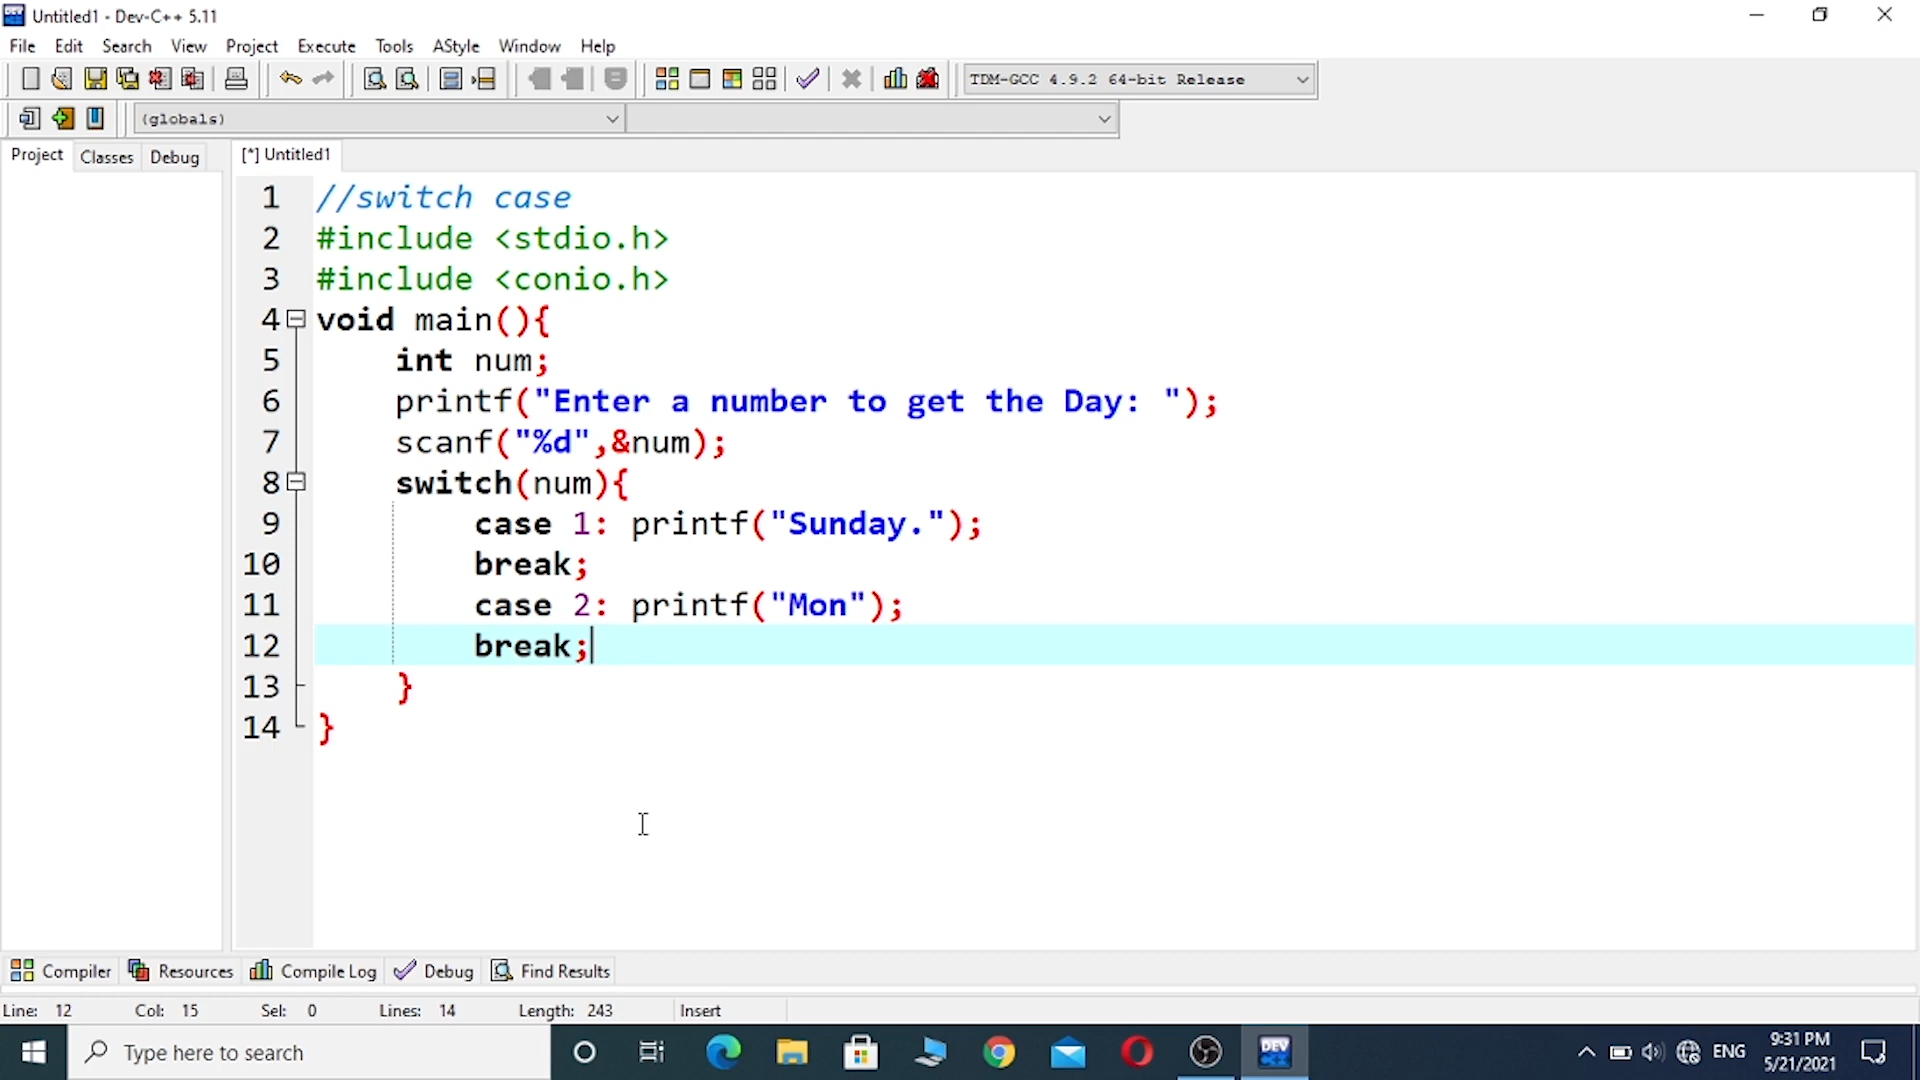 Untitled1 - Dev-C++ 5.11
File Edit Search View Project Execute Tools AStyle Window Help
TDM-GCC 4.9.2 64-bit Release
(globals)
Project Classes Debug [*] Untitled1
1 //switch case
2 #include <stdio.h>
3 #include <conio.h>
4 void main(){
5 int num;
6 printf("Enter a number to get the Day: ");
7 scanf("%d",&num);
8 switch(num){
9 case 1: printf("Sunday.");
10 break;
11 case 2: printf("Mon");
12 break;
13 }
14 }
Compiler Resources Compile Log Debug Find Results
Line: 12 Col: 15 Sel: 0 Lines: 14 Length: 243 Insert
Type here to search
DEV
ENG
9:31 PM
5/21/2021